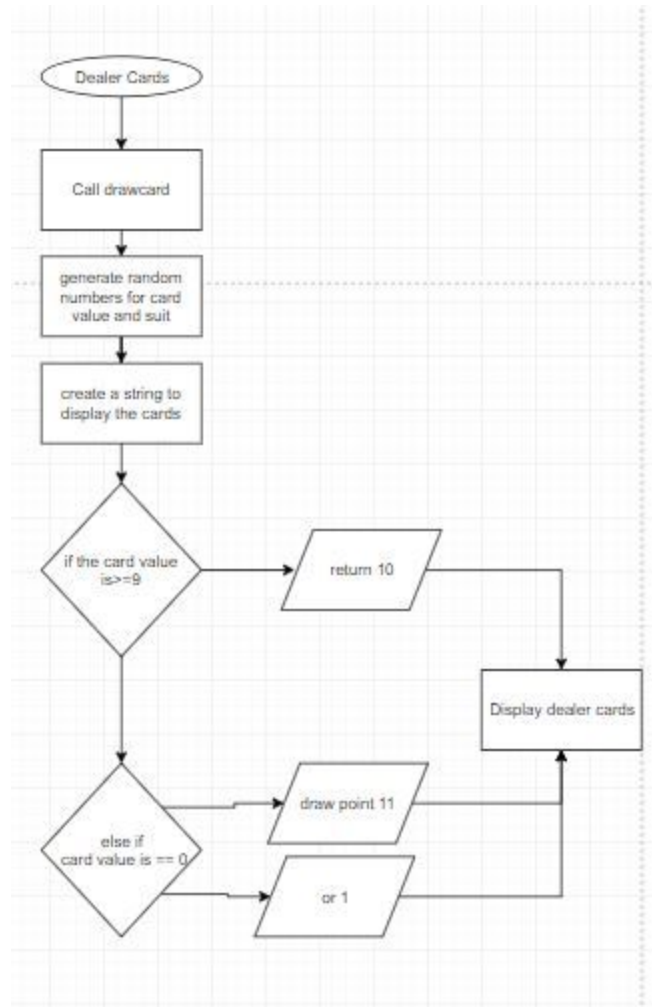 Dealer Cards
Call drawcard
generate random
numbers for card
value and suit
create a string to
display the cards
if the card value
is>=9
return 10
Display dealer cards
draw point 11
else if
card value is == 0
or 1